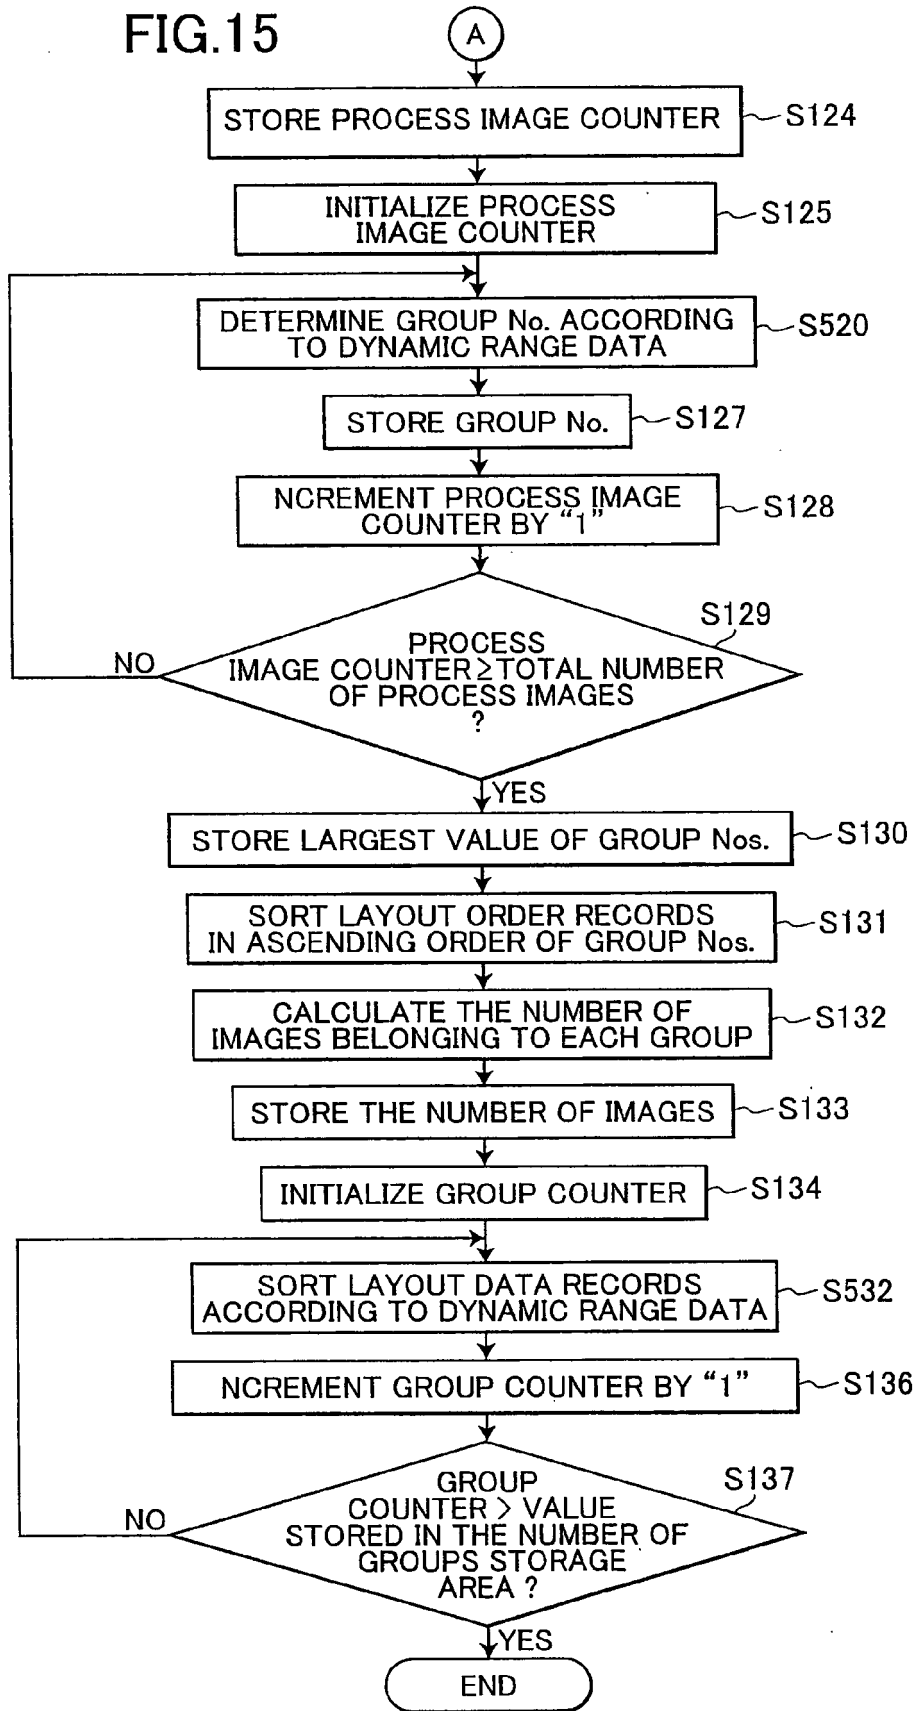 FIG.15
A
STORE PROCESS IMAGE COUNTER
S124
INITIALIZE PROCESS
IMAGE COUNTER
S125
DETERMINE GROUP No. ACCORDING
TO DYNAMIC RANGE DATA
S520
STORE GROUP No.
S127
NCREMENT PROCESS IMAGE
COUNTER BY “1”
S128
S129
PROCESS
IMAGE COUNTER≥TOTAL NUMBER
OF PROCESS IMAGES
?
NO
YES
STORE LARGEST VALUE OF GROUP Nos.
S130
SORT LAYOUT ORDER RECORDS
IN ASCENDING ORDER OF GROUP Nos.
S131
CALCULATE THE NUMBER OF
IMAGES BELONGING TO EACH GROUP
S132
STORE THE NUMBER OF IMAGES
S133
INITIALIZE GROUP COUNTER
S134
SORT LAYOUT DATA RECORDS
ACCORDING TO DYNAMIC RANGE DATA
S532
NCREMENT GROUP COUNTER BY “1”
S136
S137
GROUP
COUNTER > VALUE
STORED IN THE NUMBER OF
GROUPS STORAGE
AREA ?
NO
YES
END